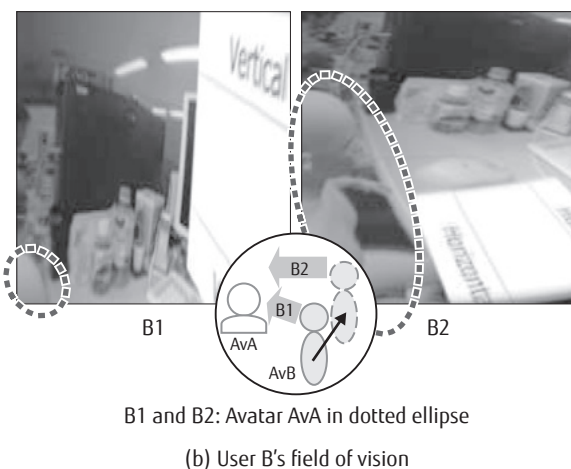 Vertical
Horizonta
B1
B2
B2
B1
AvA
AvB
B1 and B2: Avatar AvA in dotted ellipse
(b) User B's field of vision